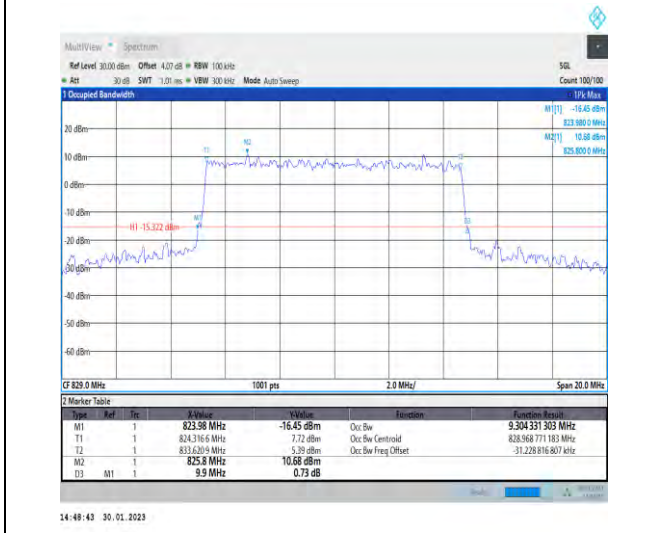 MultiView Spectrum
Ref Level 30.00 dBm Offset 4.07 dB RBW 100 kHz SGL
Att 30 dB SWT 1.01 ms VBW 300 kHz Mode Auto Sweep Count 100/100
1 Occupied Bandwidth 1Pk Max
M1[1] -16.45 dBm
823.980 0 MHz
M2[1] 10.68 dBm
825.800 0 MHz
20 dBm
M2
T1
10 dBm
0 dBm
-10 dBm
M1
H1 -15.322 dBm
-20 dBm
-30 dBm
-40 dBm
-50 dBm
-60 dBm
CF 829.0 MHz 1001 pts 2.0 MHz/ Span 20.0 MHz
2 Marker Table
Type Ref Trc X-Value Y-Value Function Function Result
M1 1 823.98 MHz -16.45 dBm Occ Bw 9.304 331 303 MHz
T1 1 824.316 6 MHz 7.72 dBm Occ Bw Centroid 828.968 771 183 MHz
T2 1 833.620 9 MHz 5.39 dBm Occ Bw Freq Offset -31.228 816 807 kHz
M2 1 825.8 MHz 10.68 dBm
D3 M1 1 9.9 MHz 0.73 dB
14:48:43 30.01.2023